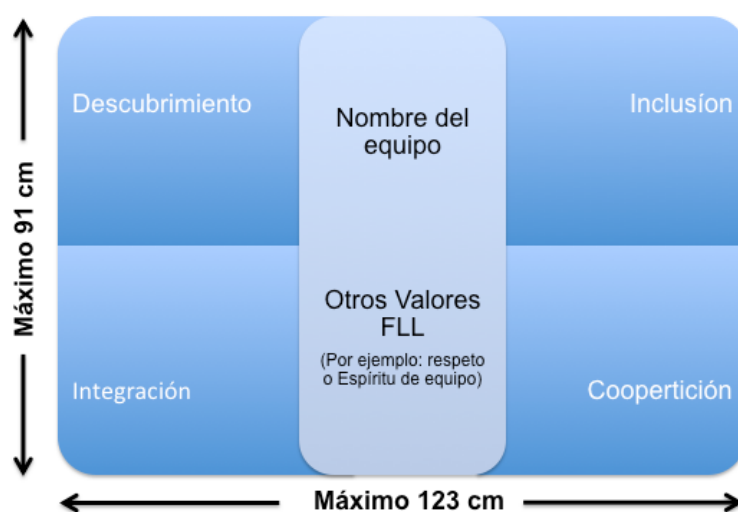 Máximo 91 cm
Descubrimiento
Nombre del
equipo
Inclusíon
Integración
Otros Valores
FLL
(Por ejemplo: respeto
o Espíritu de equipo)
Coopertición
Máximo 123 cm